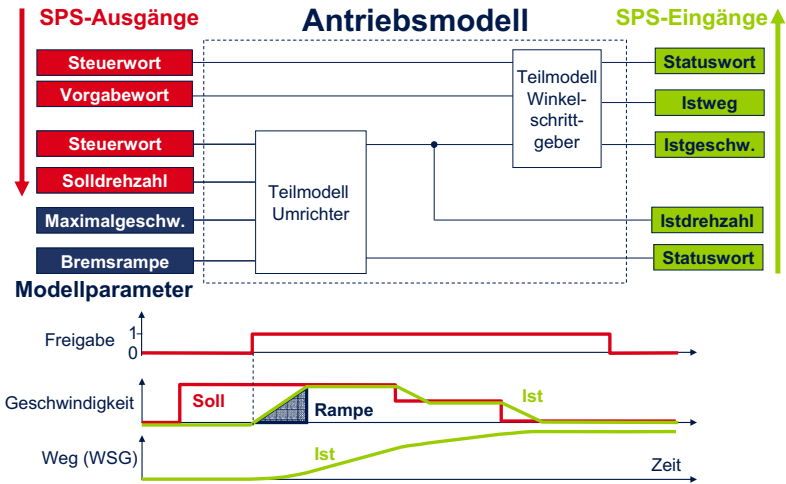 SPS-Ausgänge
Antriebsmodell
SPS-Eingänge
Steuerwort
Vorgabewort
Steuerwort
Solldrehzahl
Maximalgeschw.
Bremsrampe
Modellparameter
Teilmodell
Umrichter
Teilmodell
Winkel-
schritt-
geber
Statuswort
Istweg
Istgeschw.
Istdrehzahl
Statuswort
Freigabe
1
0
Geschwindigkeit
Soll
Rampe
Ist
Weg (WSG)
Ist
Zeit